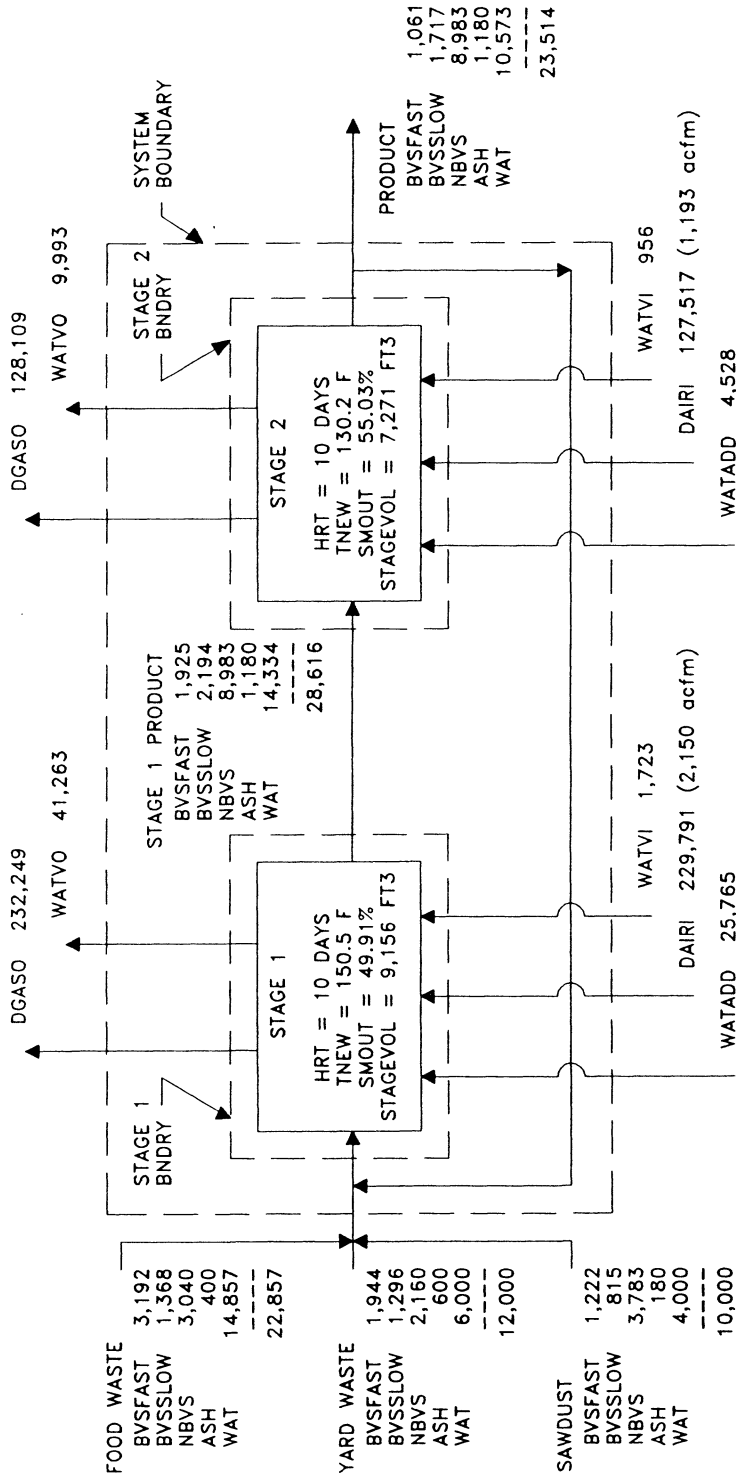 FOOD WASTE
BVSFAST 3,192
BVSSLOW 1,368
NBVS 3,040
ASH 400
WAT 14,857
----
22,857
YARD WASTE
BVSFAST 1,944
BVSSLOW 1,296
NBVS 2,160
ASH 600
WAT 6,000
----
12,000
SAWDUST
BVSFAST 1,222
BVSSLOW 815
NBVS 3,783
ASH 180
WAT 4,000
----
10,000
DGASO 232,249
WATVO 41,263
STAGE 1
BNDRY
STAGE 1
HRT = 10 DAYS
TNEW = 150.5 F
SMOUT = 49.91%
STAGEVOL = 9,156 FT3
WATVI 1,723
DAIRI 229,791 (2,150 acfm)
WATADD 25,765
STAGE 1 PRODUCT
BVSFAST 1,925
BVSSLOW 2,194
NBVS 8,983
ASH 1,180
WAT 14,334
----
28,616
DGASO 128,109
WATVO 9,993
STAGE 2
BNDRY
SYSTEM
BOUNDARY
STAGE 2
HRT = 10 DAYS
TNEW = 130.2 F
SMOUT = 55.03%
STAGEVOL = 7,271 FT3
WATVI 956
DAIRI 127,517 (1,193 acfm)
WATADD 4,528
PRODUCT
BVSFAST 1,061
BVSSLOW 1,717
NBVS 8,983
ASH 1,180
WAT 10,573
----
23,514